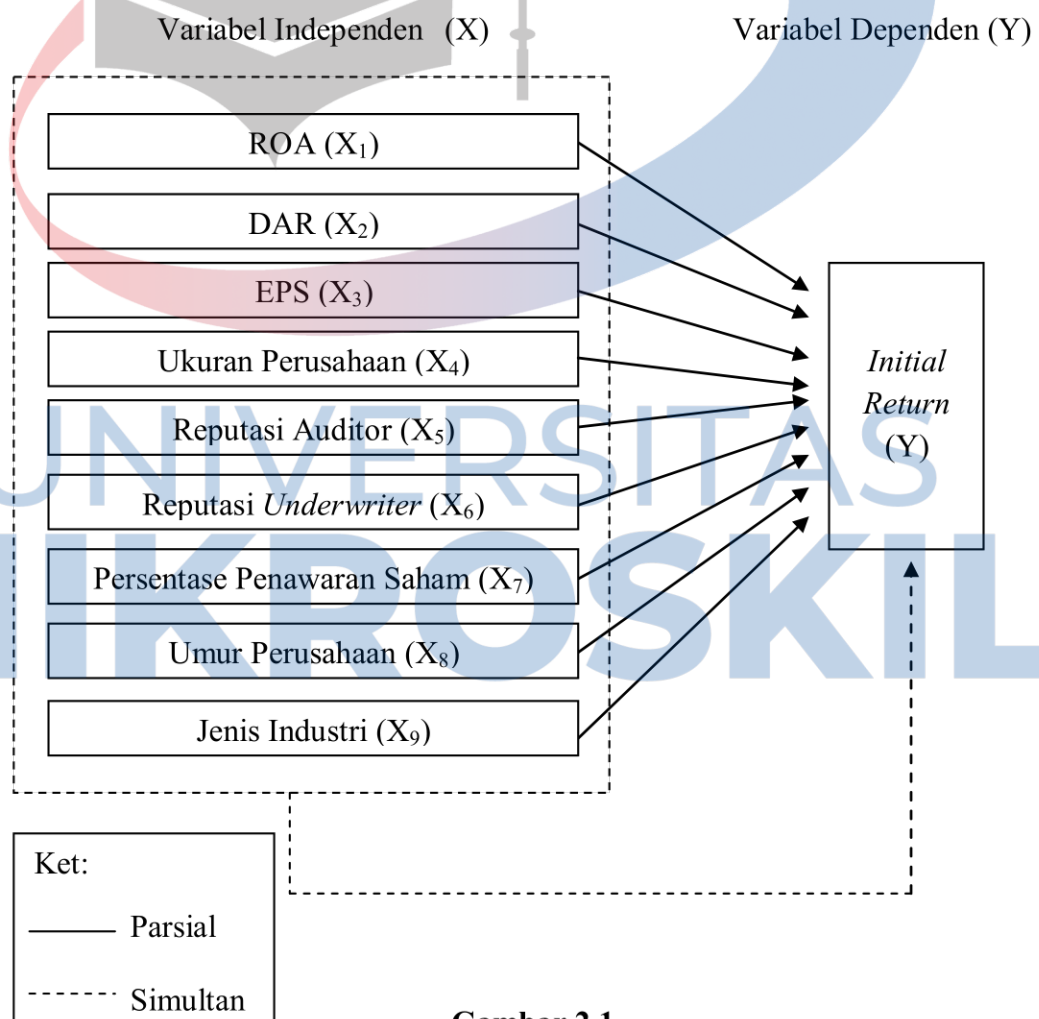 Variabel Independen (X)
Variabel Dependen (Y)
ROA (X₁)
DAR (X₂)
EPS (X₃)
Ukuran Perusahaan (X₄)
Reputasi Auditor (X₅)
Reputasi Underwriter (X₆)
Persentase Penawaran Saham (X₇)
Umur Perusahaan (X₈)
Jenis Industri (X₉)
Initial
Return
(Y)
UNIVERSITAS
MIKROSKIL
Ket:
Parsial
Simultan
Gambar 2.1